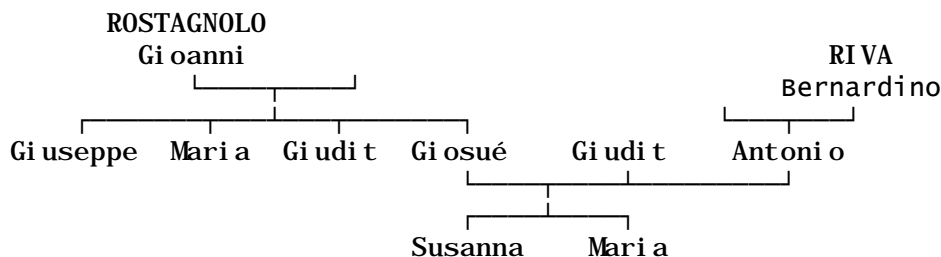 ROSTAGNOLO
Gioanni RIVA
Bernardino
Giuseppe Maria Giudit Giosué Giudit Antonio
Susanna Maria